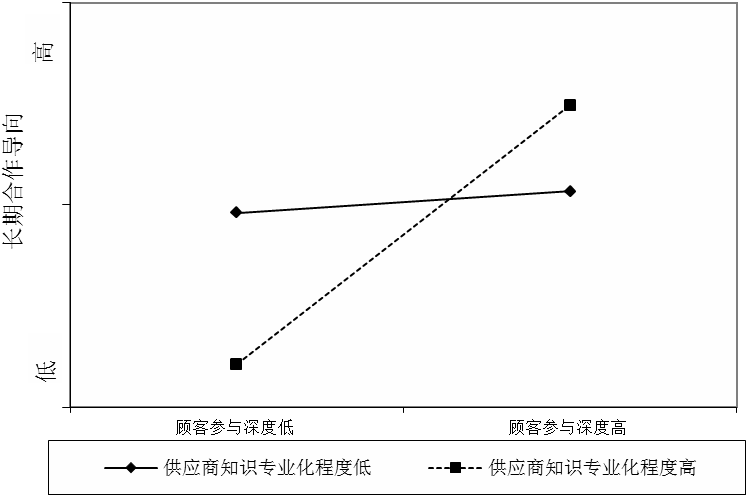 高
长期合作导向
低
顾客参与深度低
顾客参与深度高
供应商知识专业化程度低
供应商知识专业化程度高